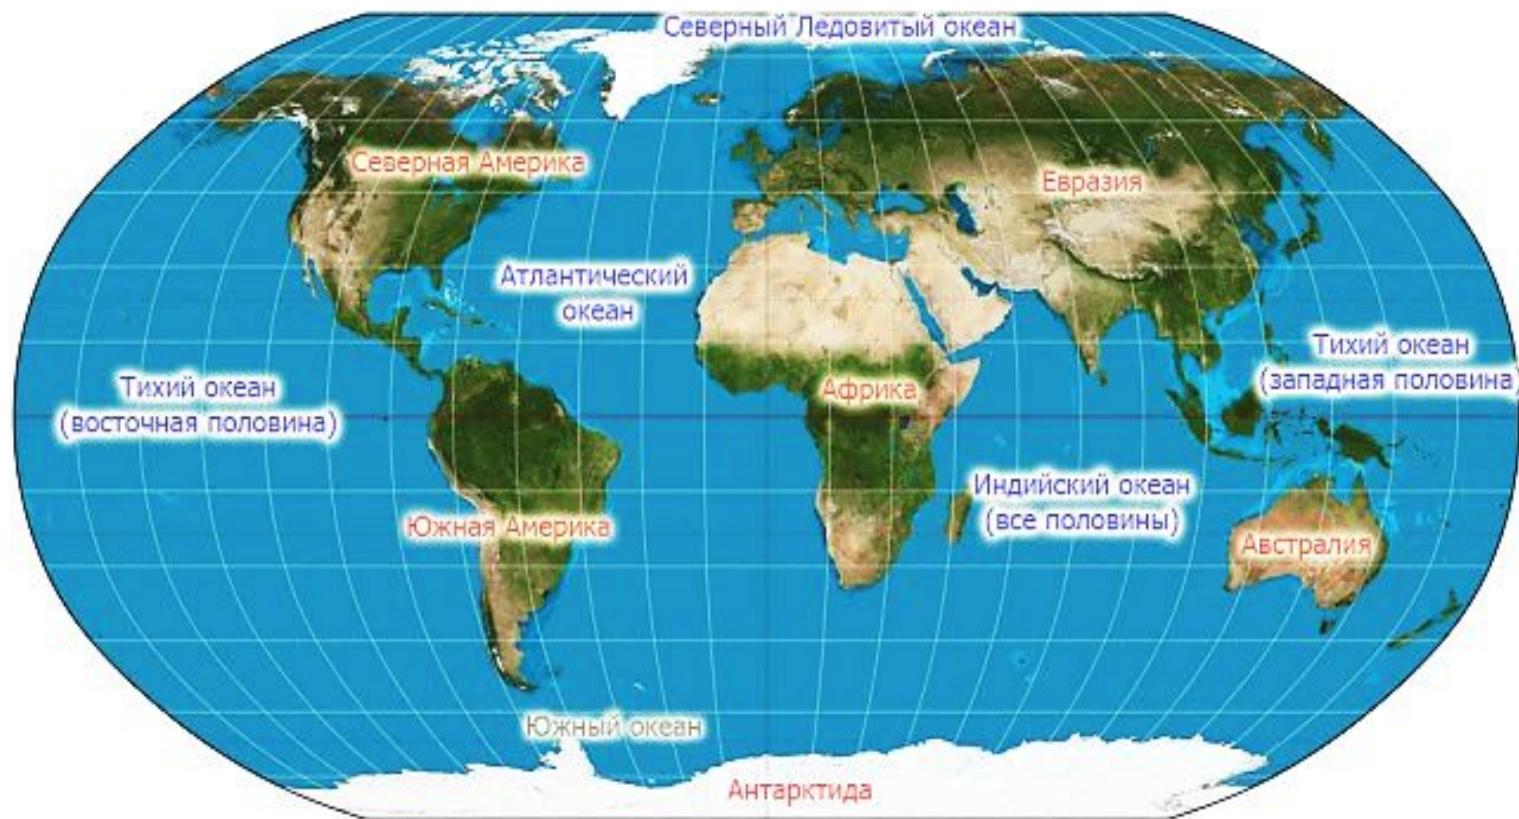 Северный Ледовитый океан
Северная Америка
Евразия
Атлантический
океан
Тихий океан
(западная половина)
Тихий океан
(восточная половина)
Африка
Индийский океан
(все половины)
Южная Америка
Австралия
Южный океан
Антарктида